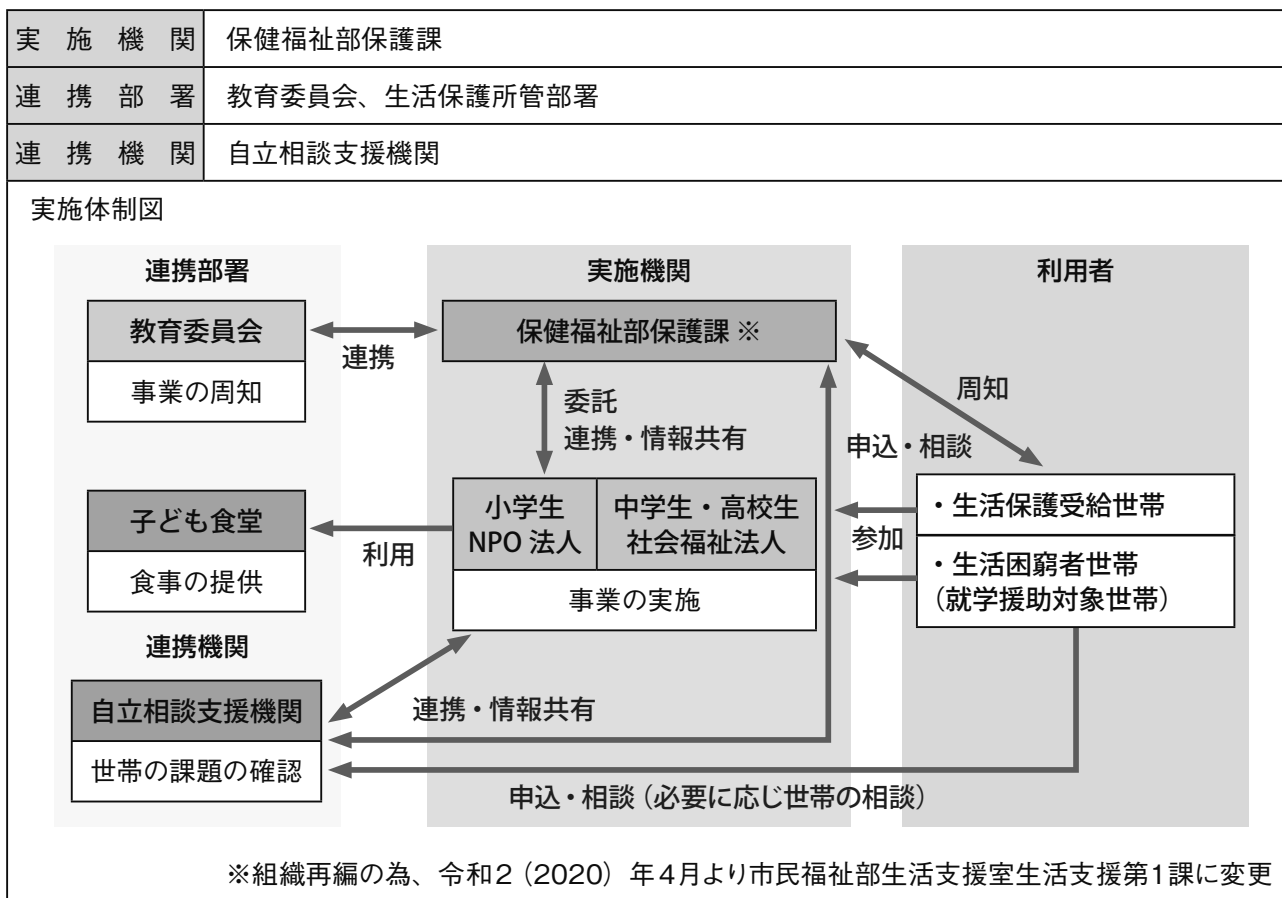 実施機関 保健福祉部保護課
連携部署 教育委員会、生活保護所管部署
連携機関 自立相談支援機関
実施体制図
連携部署
実施機関
利用者
教育委員会
事業の周知
連携
保健福祉部保護課 ※
委託
連携・情報共有
周知
申込・相談
子ども食堂
食事の提供
利用
小学生
NPO 法人
中学生・高校生
社会福祉法人
事業の実施
参加
・生活保護受給世帯
・生活困窮者世帯
(就学援助対象世帯)
連携機関
自立相談支援機関
世帯の課題の確認
連携・情報共有
申込・相談（必要に応じ世帯の相談）
※組織再編の為、令和2（2020）年4月より市民福祉部生活支援室生活支援第1課に変更